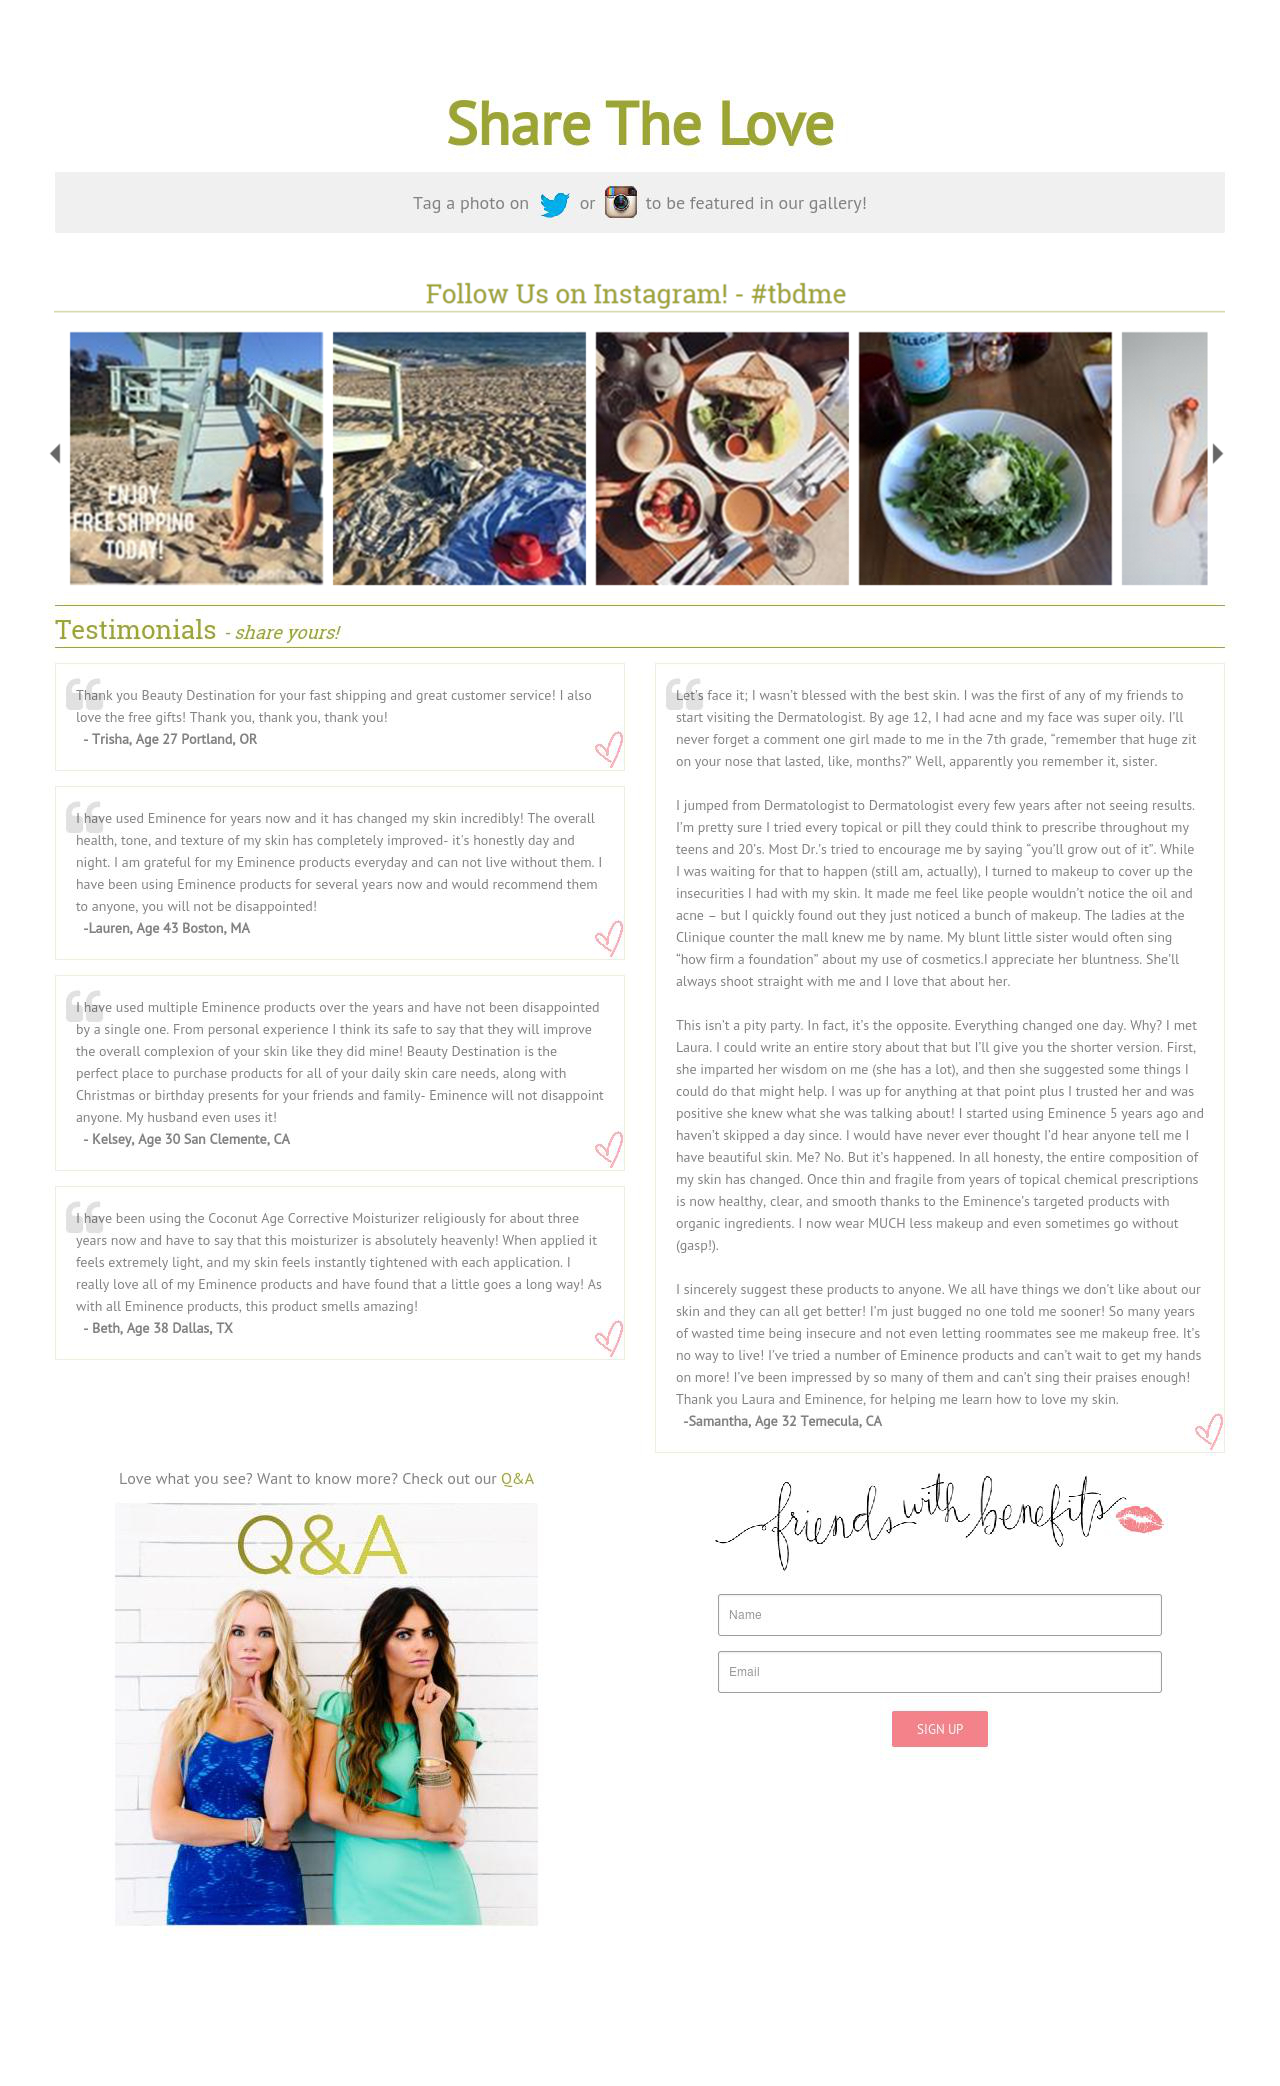 Share The Love
Tag a photo on or to be featured in our gallery!
Follow Us on Instagram! - #tbdme
ENJOY
FREE SHIPPING
TODAY!
Testimonials - share yours!
Thank you Beauty Destination for your fast shipping and great customer service! I also
love the free gifts! Thank you, thank you, thank you!
- Trisha, Age 27 Portland, OR
I have used Eminence for years now and it has changed my skin incredibly! The overall
health, tone, and texture of my skin has completely improved- it's honestly day and
night. I am grateful for my Eminence products everyday and can not live without them. I
have been using Eminence products for several years now and would recommend them
to anyone, you will not be disappointed!
-Lauren, Age 43 Boston, MA
I have used multiple Eminence products over the years and have not been disappointed
by a single one. From personal experience I think its safe to say that they will improve
the overall complexion of your skin like they did mine! Beauty Destination is the
perfect place to purchase products for all of your daily skin care needs, along with
Christmas or birthday presents for your friends and family- Eminence will not disappoint
anyone. My husband even uses it!
- Kelsey, Age 30 San Clemente, CA
I have been using the Coconut Age Corrective Moisturizer religiously for about three
years now and have to say that this moisturizer is absolutely heavenly! When applied it
feels extremely light, and my skin feels instantly tightened with each application. I
really love all of my Eminence products and have found that a little goes a long way! As
with all Eminence products, this product smells amazing!
- Beth, Age 38 Dallas, TX
Let's face it; I wasn't blessed with the best skin. I was the first of any of my friends to
start visiting the Dermatologist. By age 12, I had acne and my face was super oily. I'll
never forget a comment one girl made to me in the 7th grade, “remember that huge zit
on your nose that lasted, like, months?” Well, apparently you remember it, sister.
I jumped from Dermatologist to Dermatologist every few years after not seeing results.
I'm pretty sure I tried every topical or pill they could think to prescribe throughout my
teens and 20's. Most Dr.'s tried to encourage me by saying “you'll grow out of it”. While
I was waiting for that to happen (still am, actually), I turned to makeup to cover up the
insecurities I had with my skin. It made me feel like people wouldn't notice the oil and
acne – but I quickly found out they just noticed a bunch of makeup. The ladies at the
Clinique counter the mall knew me by name. My blunt little sister would often sing
“how firm a foundation” about my use of cosmetics.I appreciate her bluntness. She'll
always shoot straight with me and I love that about her.
This isn't a pity party. In fact, it's the opposite. Everything changed one day. Why? I met
Laura. I could write an entire story about that but I'll give you the shorter version. First,
she imparted her wisdom on me (she has a lot), and then she suggested some things I
could do that might help. I was up for anything at that point plus I trusted her and was
positive she knew what she was talking about! I started using Eminence 5 years ago and
haven't skipped a day since. I would have never ever thought I'd hear anyone tell me I
have beautiful skin. Me? No. But it's happened. In all honesty, the entire composition of
my skin has changed. Once thin and fragile from years of topical chemical prescriptions
is now healthy, clear, and smooth thanks to the Eminence's targeted products with
organic ingredients. I now wear MUCH less makeup and even sometimes go without
(gasp!).
I sincerely suggest these products to anyone. We all have things we don't like about our
skin and they can all get better! I'm just bugged no one told me sooner! So many years
of wasted time being insecure and not even letting roommates see me makeup free. It's
no way to live! I've tried a number of Eminence products and can't wait to get my hands
on more! I've been impressed by so many of them and can't sing their praises enough!
Thank you Laura and Eminence, for helping me learn how to love my skin.
-Samantha, Age 32 Temecula, CA
Love what you see? Want to know more? Check out our Q&A
Q&A
friends with benefits
Name
Email
SIGN UP